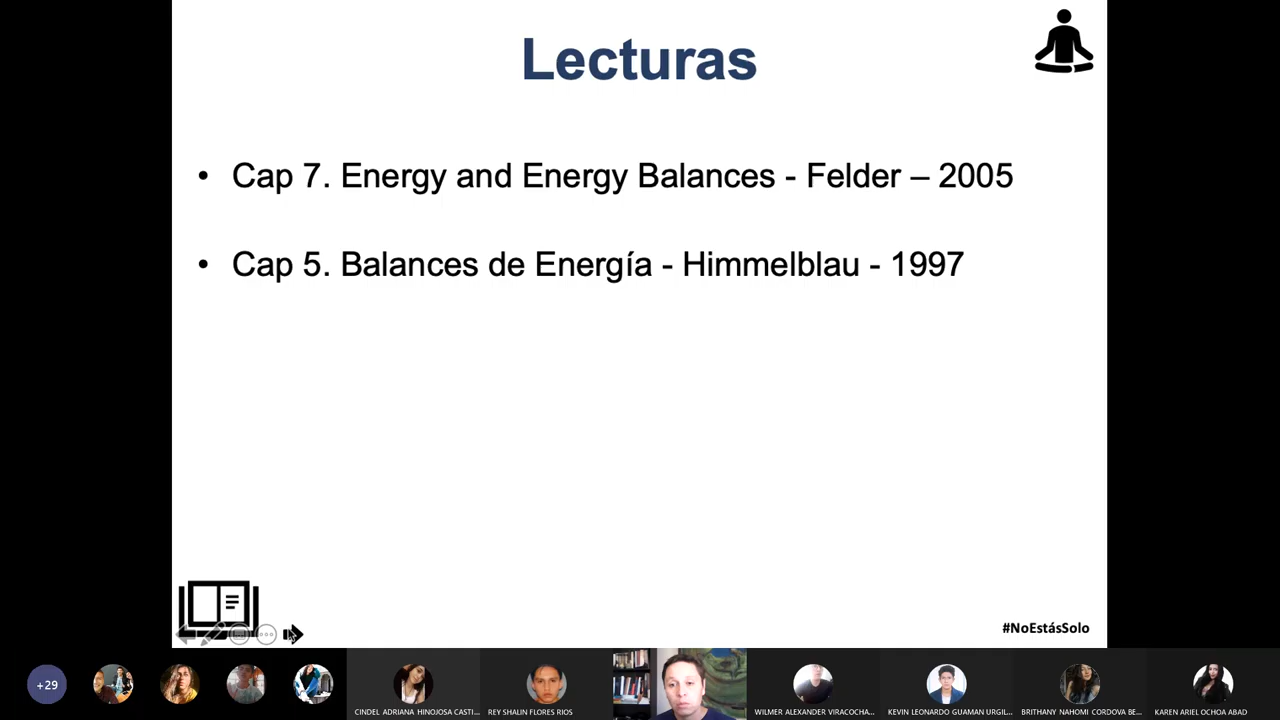 Lecturas
• Cap 7. Energy and Energy Balances - Felder – 2005
• Cap 5. Balances de Energía - Himmelblau - 1997
#NoEstásSolo
+29
CINDEL ADRIANA HINOJOSA CASTI...
REY SHALIN FLORES RIOS
WILMER ALEXANDER VIRACOCHA...
KEVIN LEONARDO GUAMAN URGIL...
BRITHANY NAHOMI CORDOVA BE...
KAREN ARIEL OCHOA ABAD